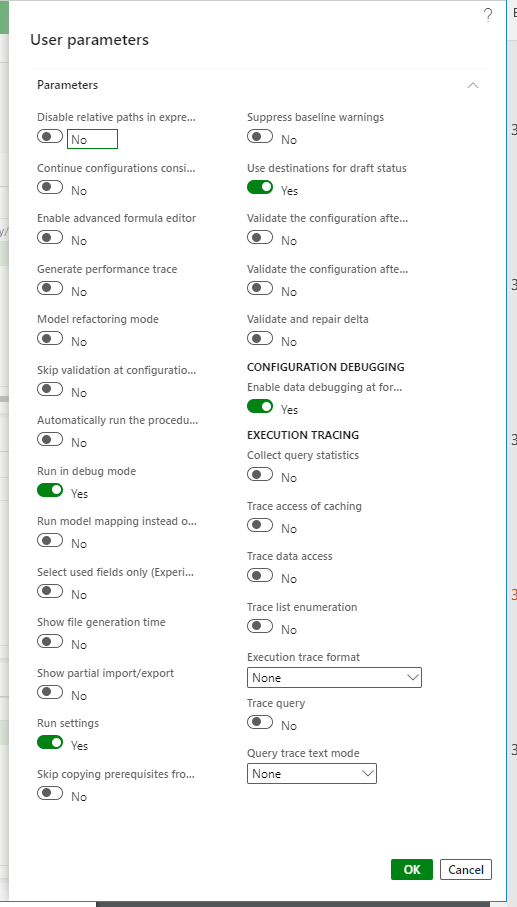 ?
User parameters
Parameters
Disable relative paths in expre...
No
Continue configurations consi...
No
Enable advanced formula editor
No
Generate performance trace
No
Model refactoring mode
No
Skip validation at configuratio...
No
Automatically run the procedu...
No
Run in debug mode
Yes
Run model mapping instead o...
No
Select used fields only (Experi...
No
Show file generation time
No
Show partial import/export
No
Run settings
Yes
Skip copying prerequisites fro...
No
Suppress baseline warnings
No
Use destinations for draft status
Yes
Validate the configuration afte...
No
Validate the configuration afte...
No
Validate and repair delta
No
CONFIGURATION DEBUGGING
Enable data debugging at for...
Yes
EXECUTION TRACING
Collect query statistics
No
Trace access of caching
No
Trace data access
No
Trace list enumeration
No
Execution trace format
None
Trace query
No
Query trace text mode
None
OK
Cancel